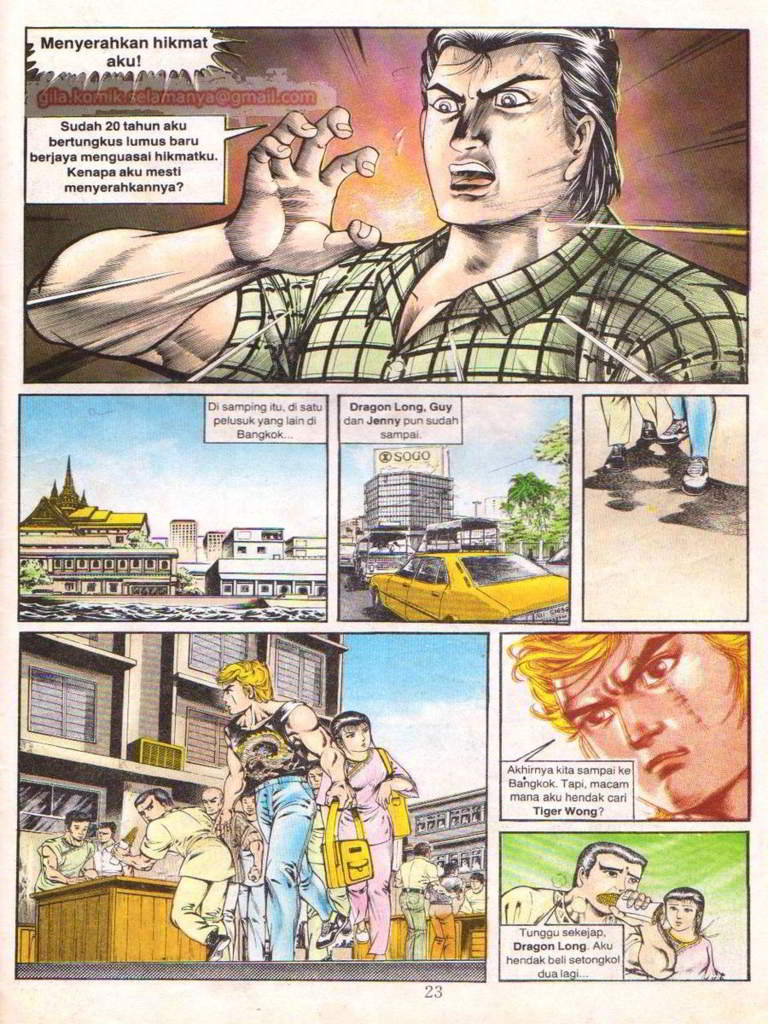 Menyerahkan hikmat
aku!
gila.komik.selamanya@gmail.com
Sudah 20 tahun aku
bertungkus lumus baru
berjaya menguasai hikmatku.
Kenapa aku mesti
menyerahkannya?
Di samping itu, di satu
pelusuk yang lain di
Bangkok...
Dragon Long, Guy
dan Jenny pun sudah
sampai.
SOGO
Akhirnya kita sampai ke
Bangkok. Tapi, macam
mana aku hendak cari
Tiger Wong?
Tunggu sekejap,
Dragon Long. Aku
hendak beli setongkol
dua lagi...
23